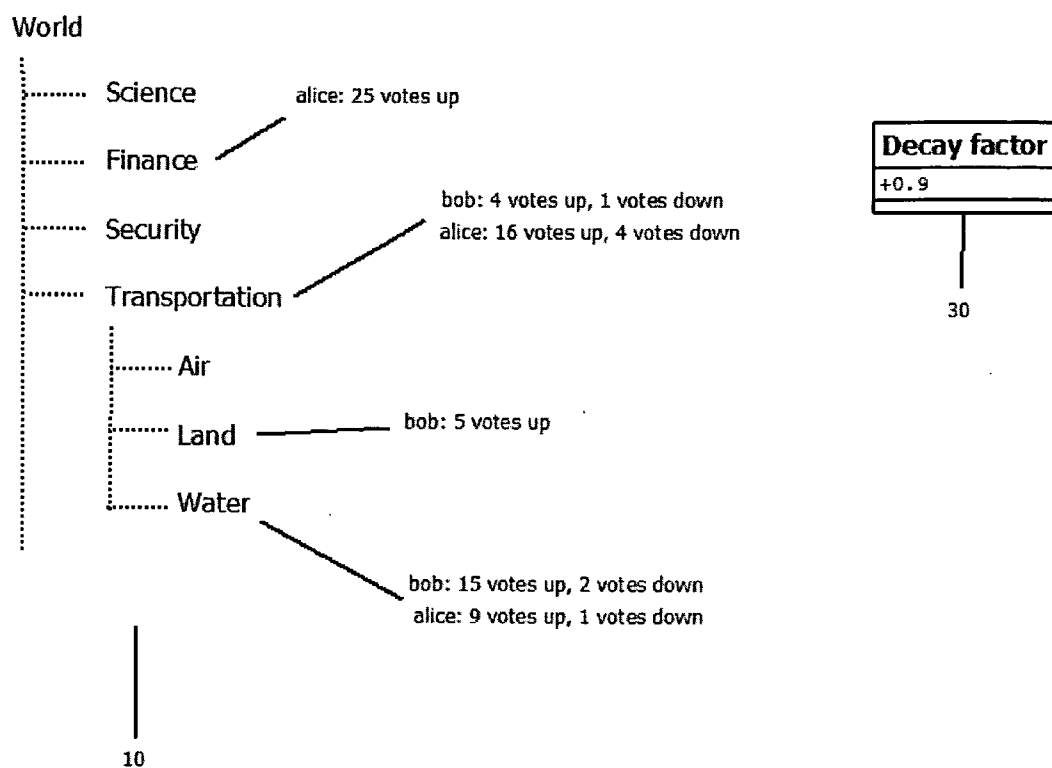 World
Science
alice: 25 votes up
Finance
Decay factor
+0.9
bob: 4 votes up, 1 votes down
alice: 16 votes up, 4 votes down
Security
Transportation
30
Air
Land
bob: 5 votes up
Water
bob: 15 votes up, 2 votes down
alice: 9 votes up, 1 votes down
10